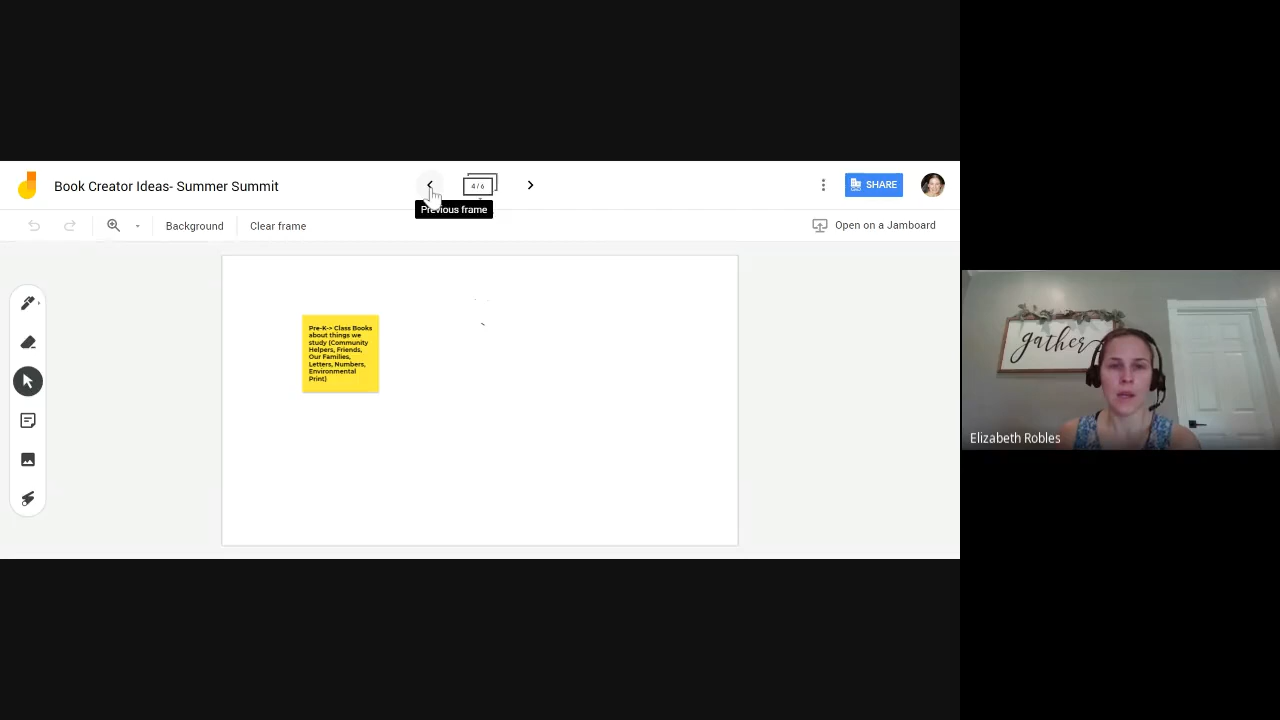 Book Creator Ideas- Summer Summit
4 / 6
SHARE
Previous frame
Background
Clear frame
Open on a Jamboard
Pre-K-> Class Books
about things we
study (Community
Helpers, Friends,
Our Families,
Letters, Numbers,
Environmental
Print)
gather
Elizabeth Robles